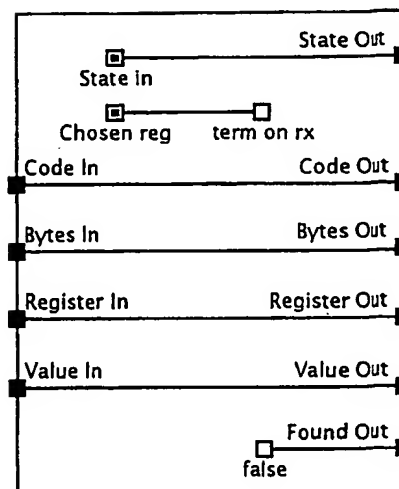 State Out
State in
Chosen reg term on rx
Code In Code Out
Bytes In Bytes Out
Register In Register Out
Value In Value Out
Found Out
false